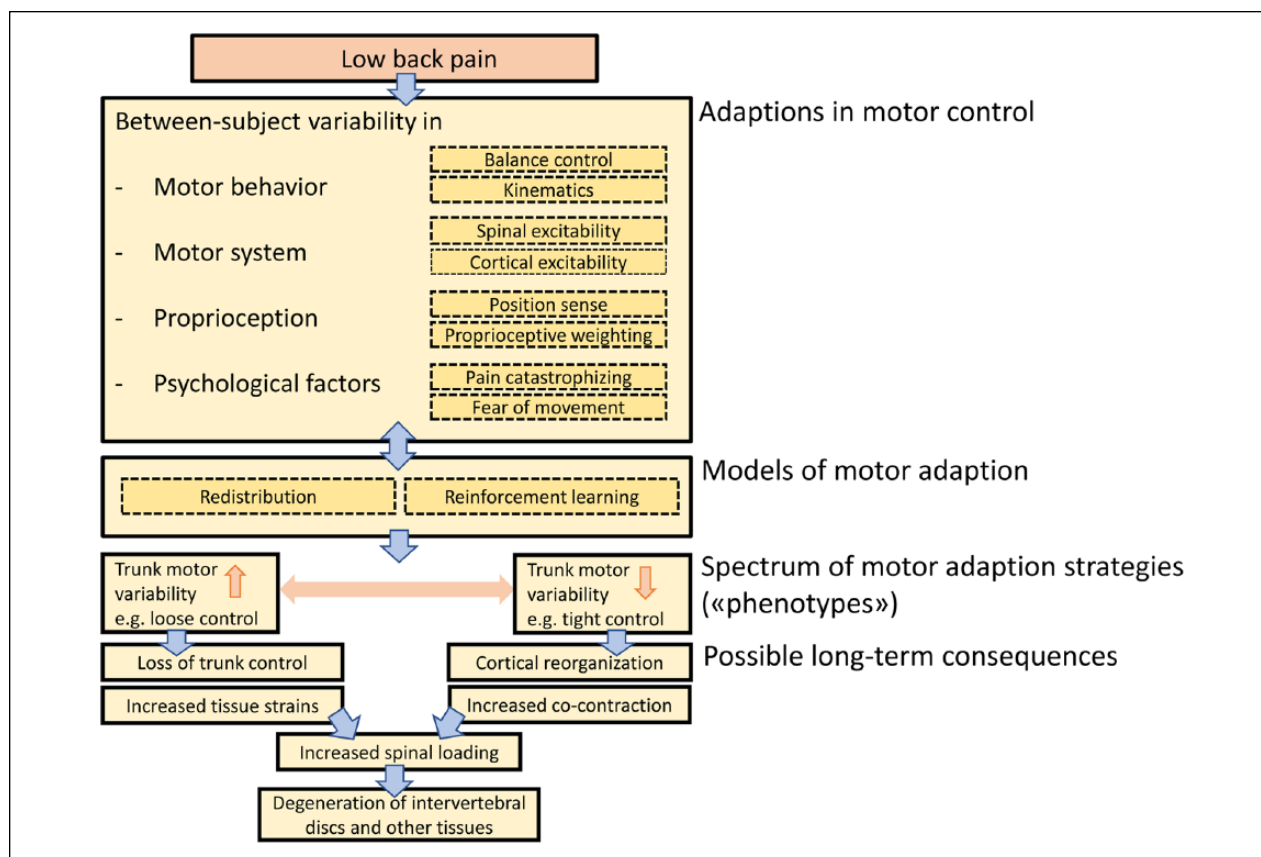 Low back pain
Adaptions in motor control
Between-subject variability in
- Motor behavior
Balance control
Kinematics
- Motor system
Spinal excitability
Cortical excitability
- Proprioception
Position sense
Proprioceptive weighting
- Psychological factors
Pain catastrophizing
Fear of movement
Models of motor adaption
Redistribution
Reinforcement learning
Spectrum of motor adaption strategies
(«phenotypes»)
Trunk motor
variability
e.g. loose control
Trunk motor
variability
e.g. tight control
Possible long-term consequences
Loss of trunk control
Cortical reorganization
Increased tissue strains
Increased co-contraction
Increased spinal loading
Degeneration of intervertebral
discs and other tissues